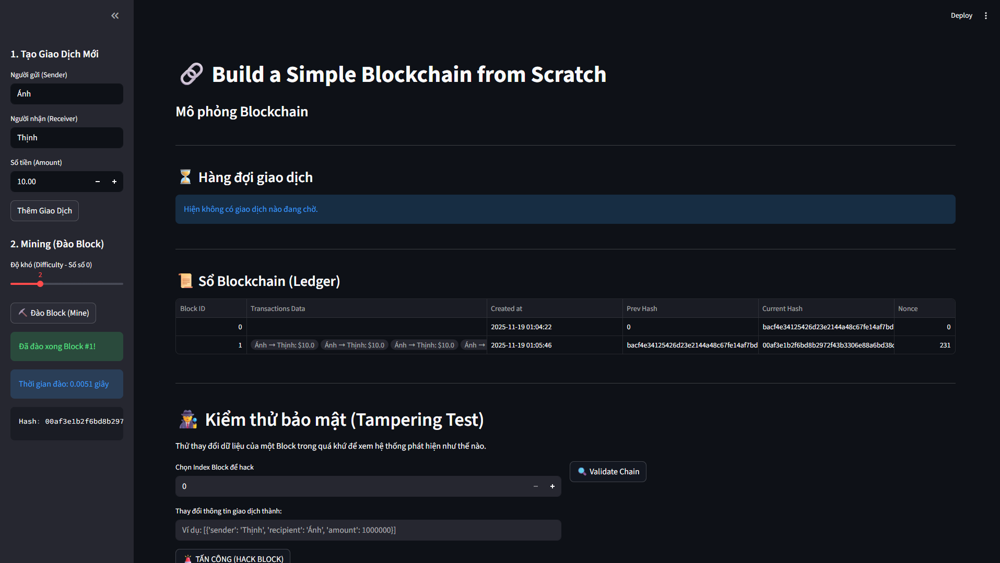 Deploy
1. Tạo Giao Dịch Mới
Người gửi (Sender)
Ánh
Người nhận (Receiver)
Thịnh
Số tiền (Amount)
10.00
Thêm Giao Dịch
2. Mining (Đào Block)
Độ khó (Difficulty - Số số 0)
2
Đào Block (Mine)
Đã đào xong Block #1!
Thời gian đào: 0.0051 giây
Hash: 00af3e1b2f6bd8b297
Build a Simple Blockchain from Scratch
Mô phỏng Blockchain
Hàng đợi giao dịch
Hiện không có giao dịch nào đang chờ.
Sổ Blockchain (Ledger)
Block ID Transactions Data Created at Prev Hash Current Hash Nonce
0 2025-11-19 01:04:22 0 bacf4e34125426d23e2144a48c67fe14af7bd 0
1 Ánh → Thịnh: $10.0 Ánh → Thịnh: $10.0 Ánh → Thịnh: $10.0 Ánh → 2025-11-19 01:05:46 bacf4e34125426d23e2144a48c67fe14af7bd 00af3e1b2f6bd8b2972f43b3306e88a6bd38c 231
Kiểm thử bảo mật (Tampering Test)
Thử thay đổi dữ liệu của một Block trong quá khứ để xem hệ thống phát hiện như thế nào.
Chọn Index Block để hack
0
Validate Chain
Thay đổi thông tin giao dịch thành:
Ví dụ: [{'sender': 'Thịnh', 'recipient': 'Ánh', 'amount': 1000000}]
TẤN CÔNG (HACK BLOCK)